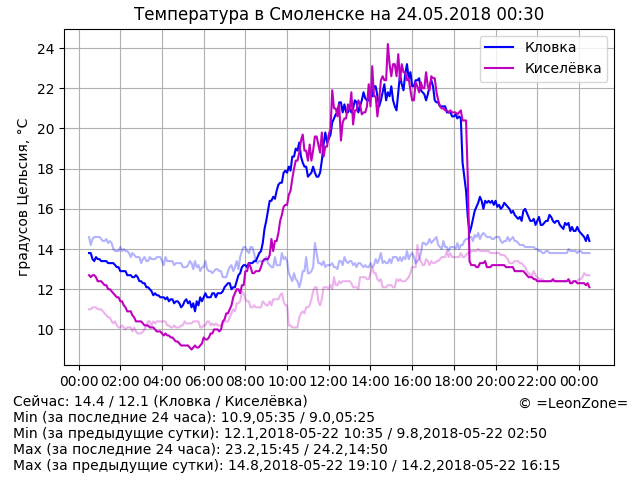 Температура в Смоленске на 24.05.2018 00:30
Кловка
Киселёвка
градусов Цельсия, °C
24
22
20
18
16
14
12
10
00:00 02:00 04:00 06:00 08:00 10:00 12:00 14:00 16:00 18:00 20:00 22:00 00:00
Сейчас: 14.4 / 12.1 (Кловка / Киселёвка)
© =LeonZone=
Min (за последние 24 часа): 10.9,05:35 / 9.0,05:25
Min (за предыдущие сутки): 12.1,2018-05-22 10:35 / 9.8,2018-05-22 02:50
Max (за последние 24 часа): 23.2,15:45 / 24.2,14:50
Max (за предыдущие сутки): 14.8,2018-05-22 19:10 / 14.2,2018-05-22 16:15